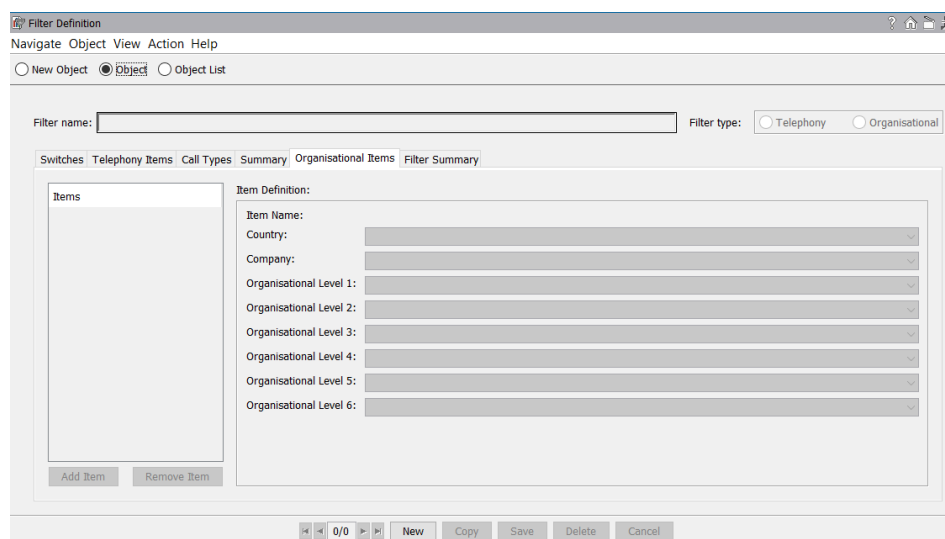 Filter Definition
Navigate Object View Action Help
New Object Object Object List
Filter name: Filter type: Telephony Organisational
Switches Telephony Items Call Types Summary Organisational Items Filter Summary
Items
Item Definition:
Item Name:
Country:
Company:
Organisational Level 1:
Organisational Level 2:
Organisational Level 3:
Organisational Level 4:
Organisational Level 5:
Organisational Level 6:
Add Item Remove Item
0/0 New Copy Save Delete Cancel